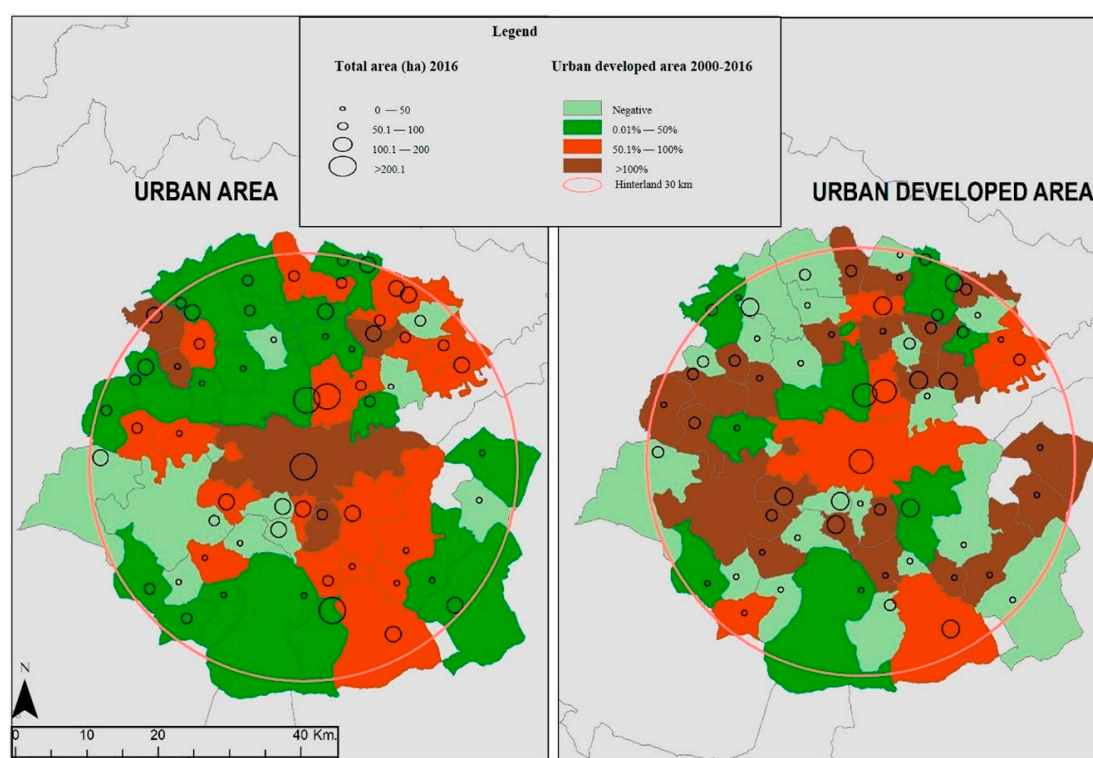 Legend
Total area (ha) 2016
0 — 50
50.1 — 100
100.1 — 200
>200.1
Urban developed area 2000-2016
Negative
0.01% — 50%
50.1% — 100%
>100%
Hinterland 30 km
URBAN AREA
URBAN DEVELOPED AREA
N
0 10 20 40 Km.